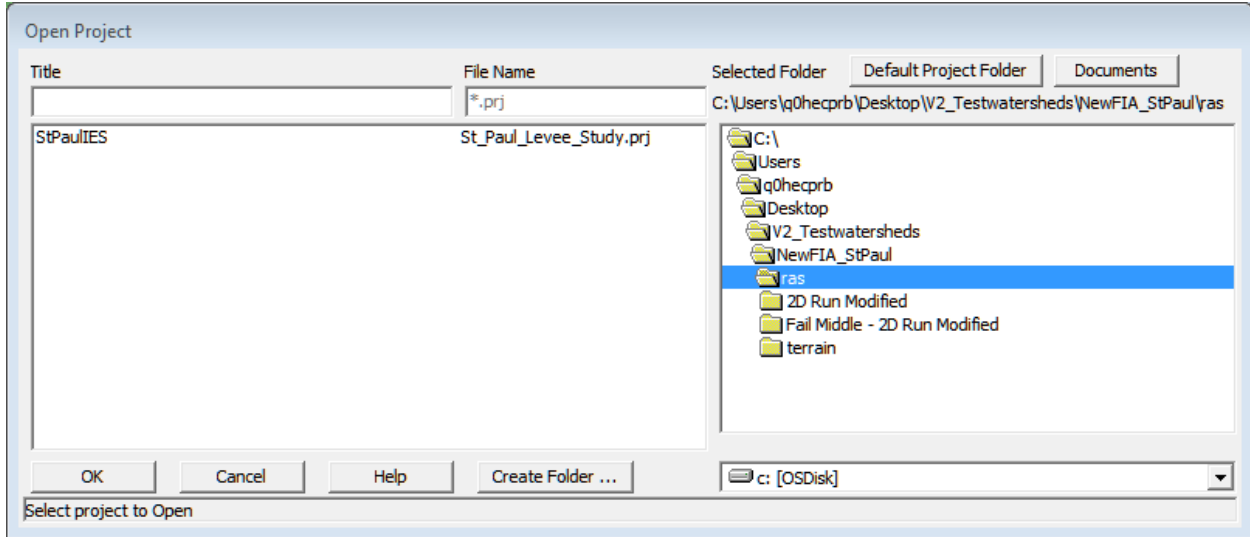 Open Project
Title File Name Selected Folder Default Project Folder Documents
*.prj C:\Users\q0hecprb\Desktop\V2_Testwatersheds\NewFIA_StPaul\ras
StPaulIES St_Paul_Levee_Study.prj
C:\
Users
q0hecprb
Desktop
V2_Testwatersheds
NewFIA_StPaul
ras
2D Run Modified
Fail Middle - 2D Run Modified
terrain
OK Cancel Help Create Folder ... c: [OSDisk]
Select project to Open